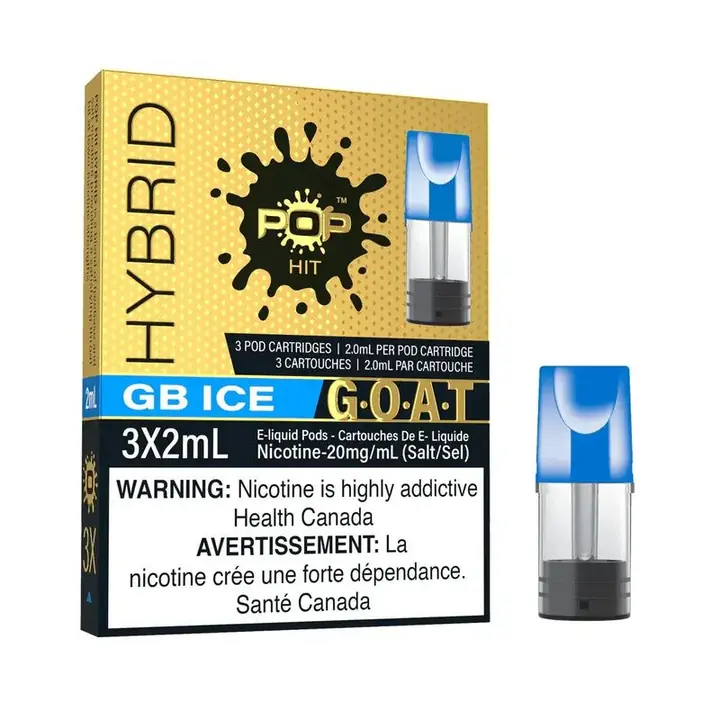 HYBRID
POP™
HIT
3 POD CARTRIDGES | 2.0mL PER POD CARTRIDGE
3 CARTOUCHES | 2.0mL PAR CARTOUCHE
2mL
GB ICE
G·O·A·T
3X2mL
E-liquid Pods - Cartouches De E- Liquide
Nicotine-20mg/mL (Salt/Sel)
3X
WARNING: Nicotine is highly addictive
Health Canada
AVERTISSEMENT: La
nicotine crée une forte dépendance.
Santé Canada